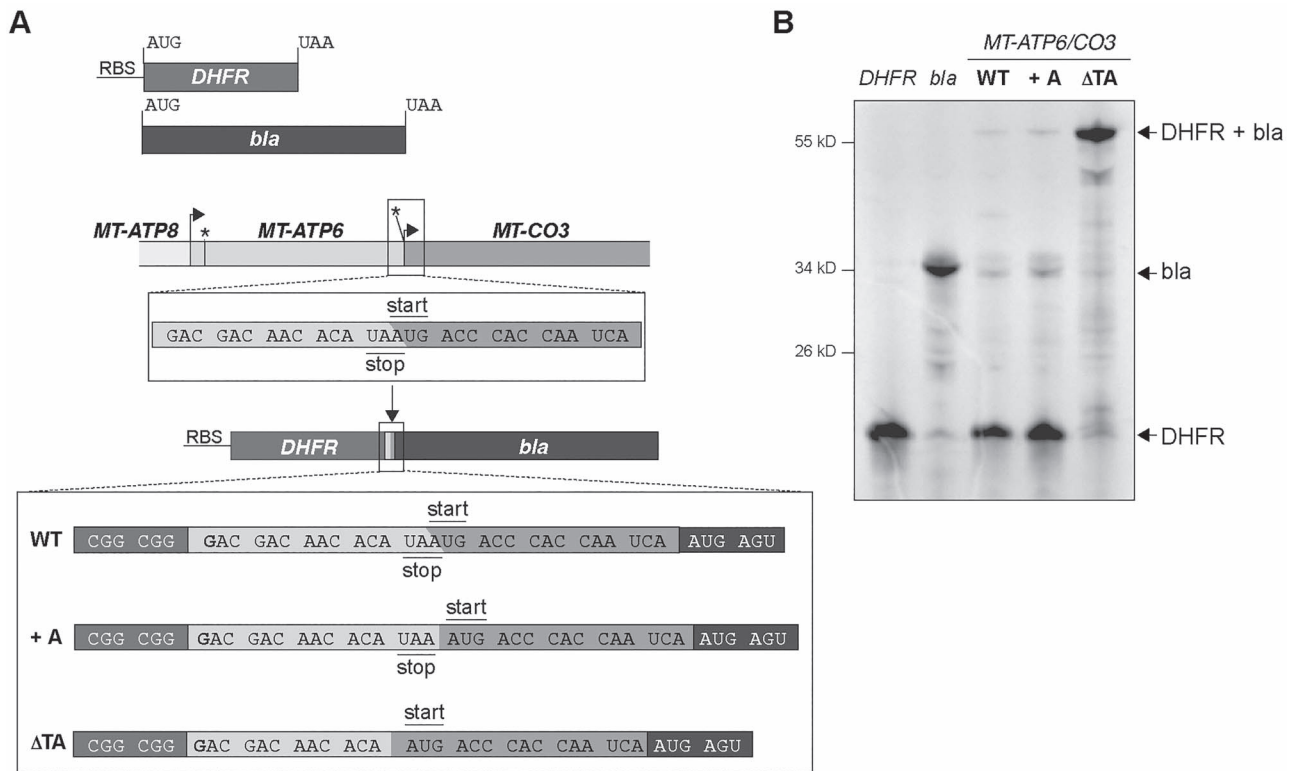 A
AUG UAA
RBS DHFR
AUG UAA
bla
MT-ATP8 * MT-ATP6 * MT-CO3
start
GAC GAC AAC ACA UAAUG ACC CAC CAA UCA
stop
RBS DHFR bla
start
WT CGG CGG GAC GAC AAC ACA UAAUG ACC CAC CAA UCA AUG AGU
stop
start
+ A CGG CGG GAC GAC AAC ACA UAA AUG ACC CAC CAA UCA AUG AGU
stop
start
ΔTA CGG CGG GAC GAC AAC ACA AUG ACC CAC CAA UCA AUG AGU
B
MT-ATP6/CO3
DHFR bla WT + A ΔTA
55 kD DHFR + bla
34 kD bla
26 kD
DHFR